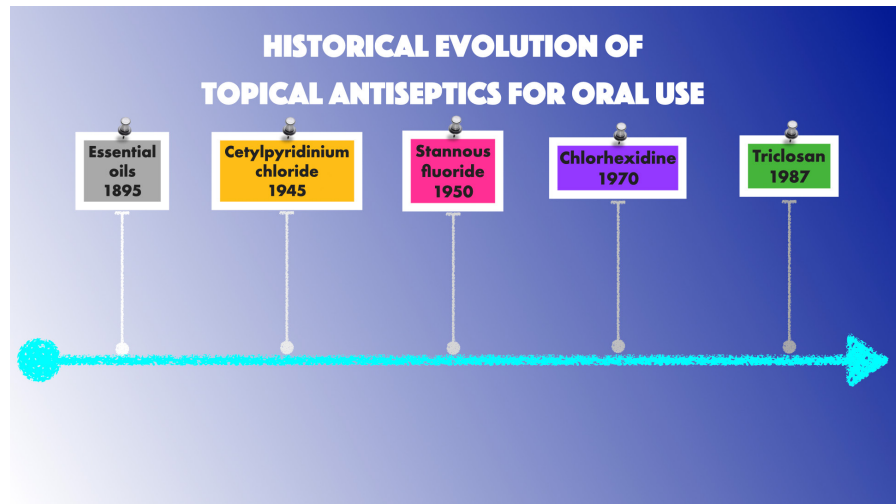 HISTORICAL EVOLUTION OF
TOPICAL ANTISEPTICS FOR ORAL USE
Essential
oils
1895
Cetylpyridinium
chloride
1945
Stannous
fluoride
1950
Chlorhexidine
1970
Triclosan
1987